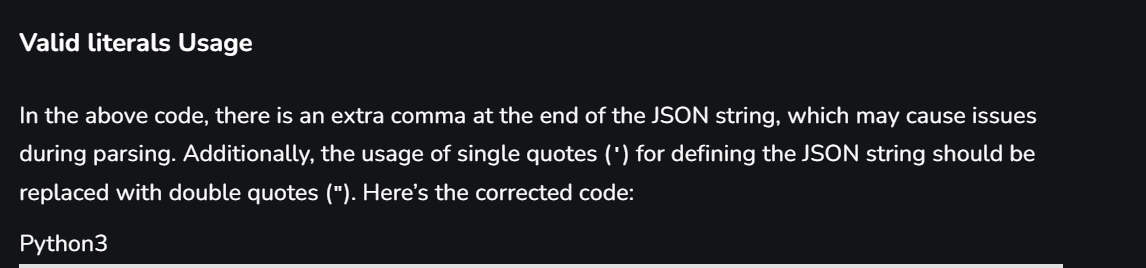 Valid literals Usage
In the above code, there is an extra comma at the end of the JSON string, which may cause issues
during parsing. Additionally, the usage of single quotes (') for defining the JSON string should be
replaced with double quotes ("). Here’s the corrected code:
Python3